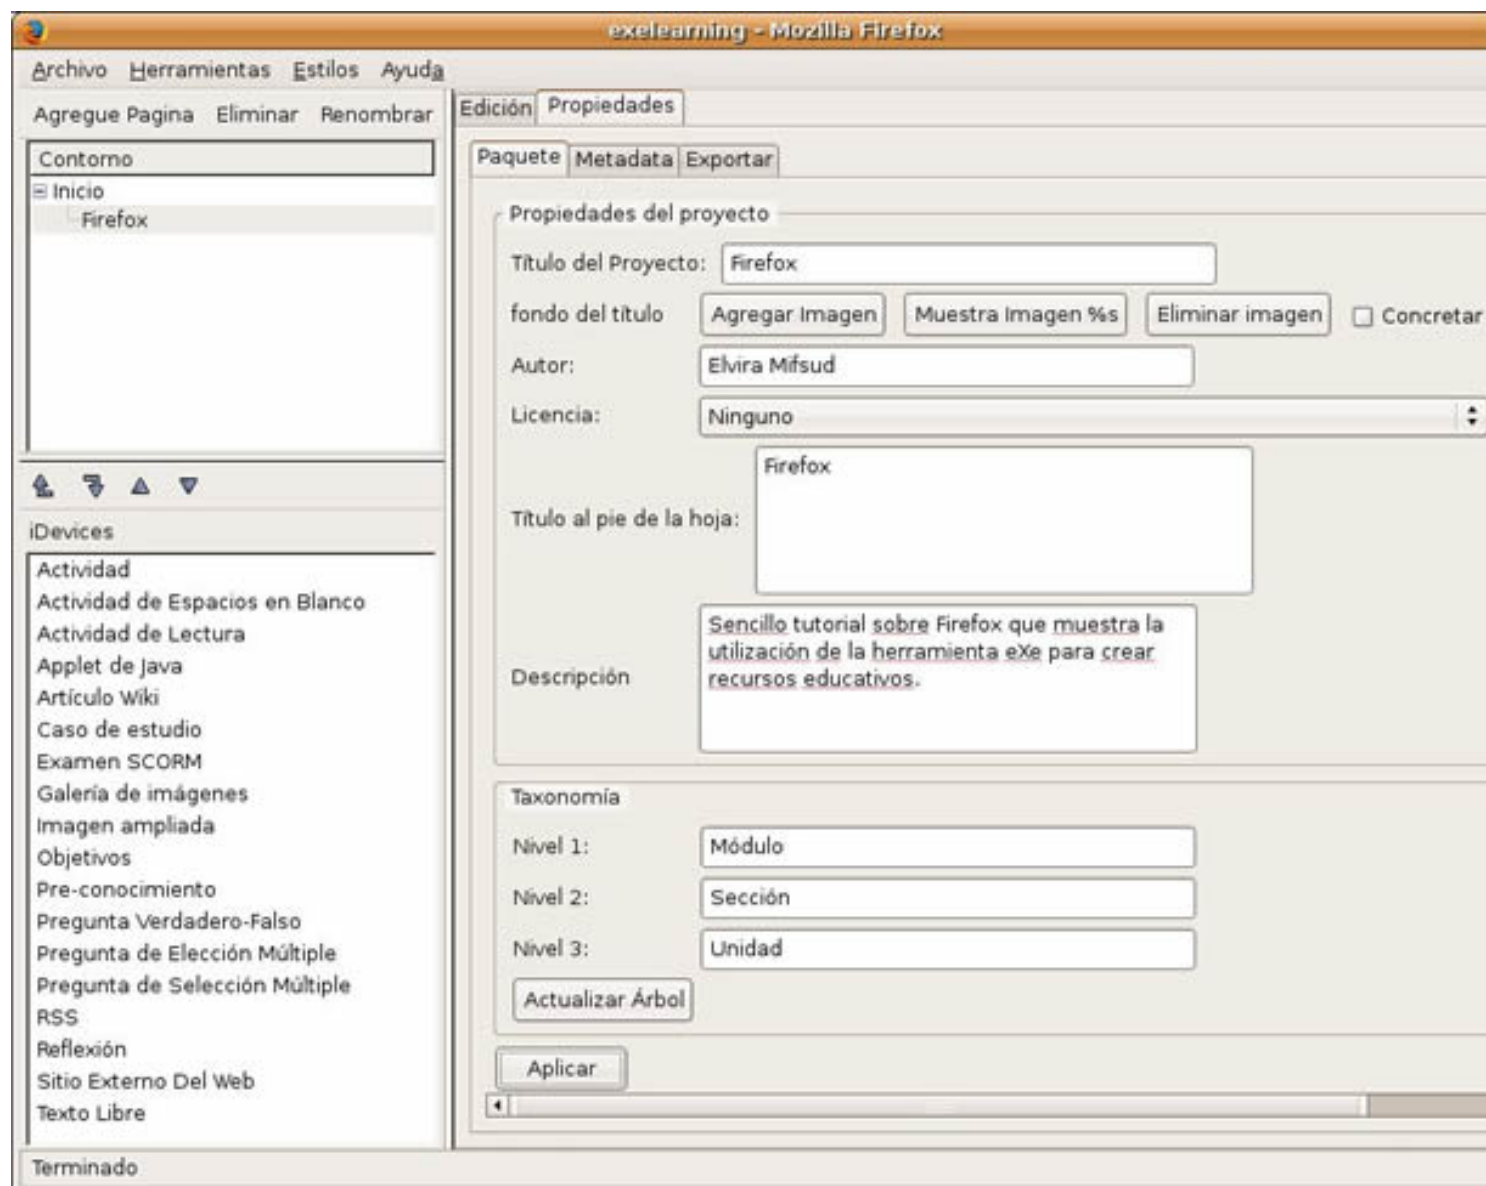 exelearning - Mozilla Firefox
Archivo Herramientas Estilos Ayuda
Agregue Pagina Eliminar Renombrar
Contorno
Inicio
Firefox
iDevices
Actividad
Actividad de Espacios en Blanco
Actividad de Lectura
Applet de Java
Artículo Wiki
Caso de estudio
Examen SCORM
Galería de imágenes
Imagen ampliada
Objetivos
Pre-conocimiento
Pregunta Verdadero-Falso
Pregunta de Elección Múltiple
Pregunta de Selección Múltiple
RSS
Reflexión
Sitio Externo Del Web
Texto Libre
Edición Propiedades
Paquete Metadata Exportar
Propiedades del proyecto
Título del Proyecto: Firefox
fondo del título Agregar Imagen Muestra Imagen %s Eliminar imagen Concretar
Autor: Elvira Mifsud
Licencia: Ninguno
Título al pie de la hoja: Firefox
Descripción
Sencillo tutorial sobre Firefox que muestra la
utilización de la herramienta eXe para crear
recursos educativos.
Taxonomía
Nivel 1: Módulo
Nivel 2: Sección
Nivel 3: Unidad
Actualizar Árbol
Aplicar
Terminado